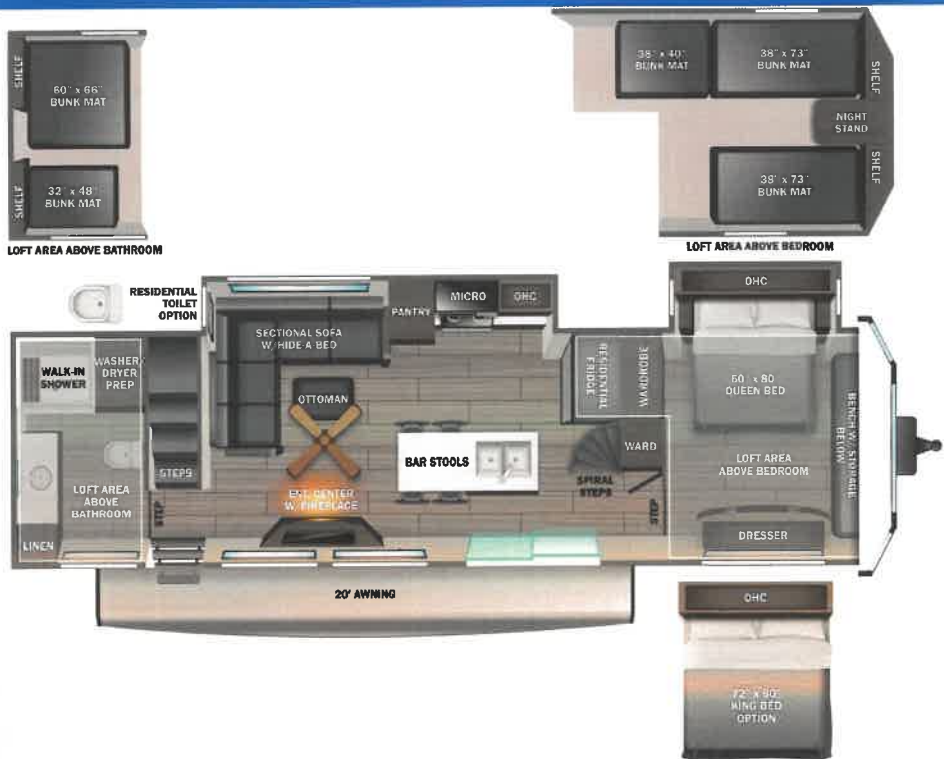 SHELF
60" x 66"
BUNK MAT
SHELF
32" x 48"
BUNK MAT
LOFT AREA ABOVE BATHROOM
38" x 40"
BUNK MAT
38" x 73"
BUNK MAT
SHELF
NIGHT
STAND
38" x 73"
BUNK MAT
SHELF
LOFT AREA ABOVE BEDROOM
RESIDENTIAL
TOILET
OPTION
WALK-IN
SHOWER
WASHER/
DRYER
PREP
STEPS
LOFT AREA
ABOVE
BATHROOM
LINEN
STEP
SECTIONAL SOFA
W/HIDE A BED
OTTOMAN
PANTRY
MICRO
OHC
BAR STOOLS
ENT. CENTER
W. FIREPLACE
RESIDENTIAL
FRIDGE
WARDROBE
WARD
SPIRAL
STEPS
STEP
OHC
60 x 80
QUEEN BED
LOFT AREA
ABOVE BEDROOM
BENCH W/ STORAGE
BELOW
DRESSER
20' AWNING
OHC
72" x 80"
KING BED
OPTION